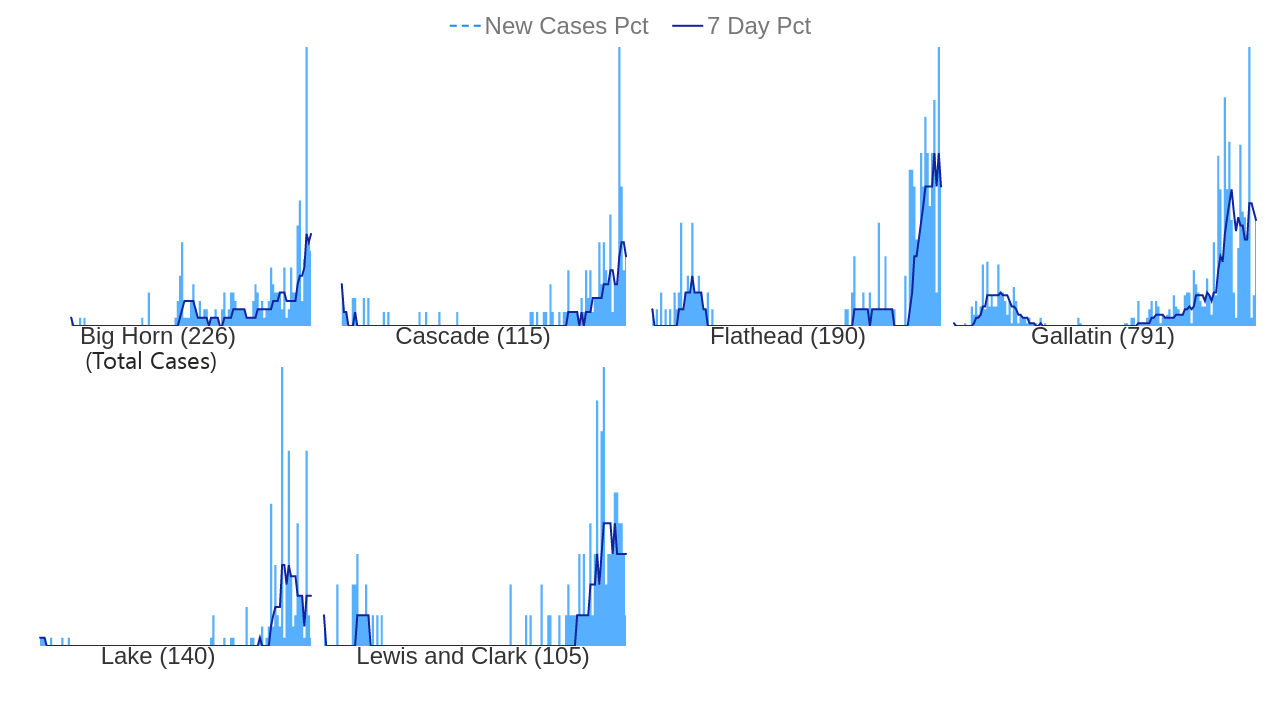 New Cases Pct 7 Day Pct
Big Horn (226) Cascade (115) Flathead (190) Gallatin (791)
(Total Cases)
Lake (140) Lewis and Clark (105)